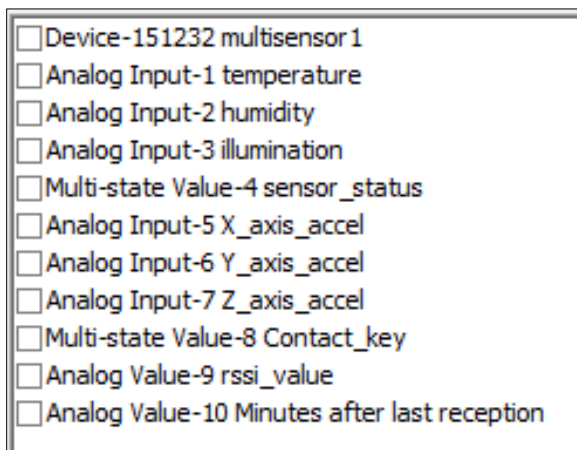 Device-151232 multisensor1
Analog Input-1 temperature
Analog Input-2 humidity
Analog Input-3 illumination
Multi-state Value-4 sensor_status
Analog Input-5 X_axis_accel
Analog Input-6 Y_axis_accel
Analog Input-7 Z_axis_accel
Multi-state Value-8 Contact_key
Analog Value-9 rssi_value
Analog Value-10 Minutes after last reception